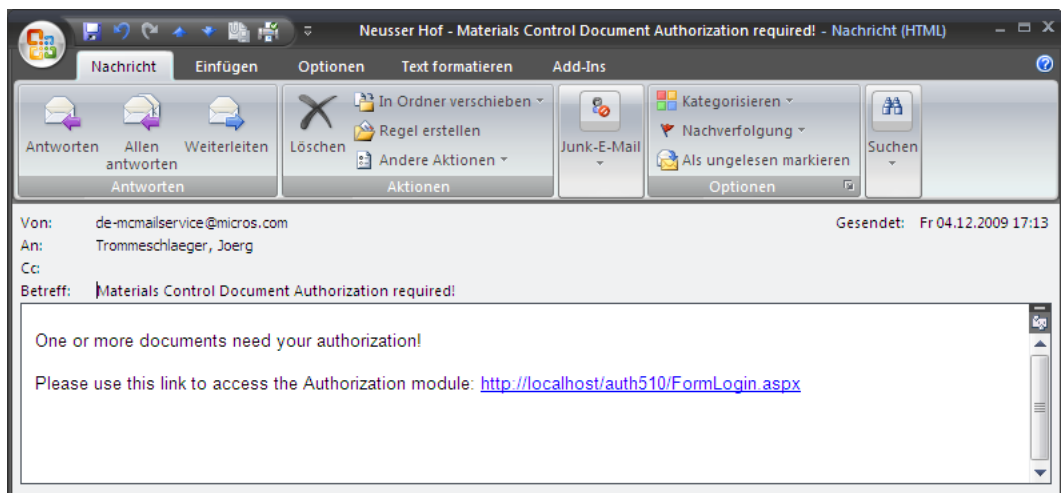 Neusser Hof - Materials Control Document Authorization required! - Nachricht (HTML)
Nachricht Einfügen Optionen Text formatieren Add-Ins
Antworten Allen antworten Weiterleiten
Antworten
Löschen
In Ordner verschieben
Regel erstellen
Andere Aktionen
Aktionen
Junk-E-Mail
Kategorisieren
Nachverfolgung
Als ungelesen markieren
Optionen
Suchen
Von: de-mcmailservice@micros.com Gesendet: Fr 04.12.2009 17:13
An: Trommeschlaeger, Joerg
Cc:
Betreff: Materials Control Document Authorization required!
One or more documents need your authorization!
Please use this link to access the Authorization module: http://localhost/auth510/FormLogin.aspx